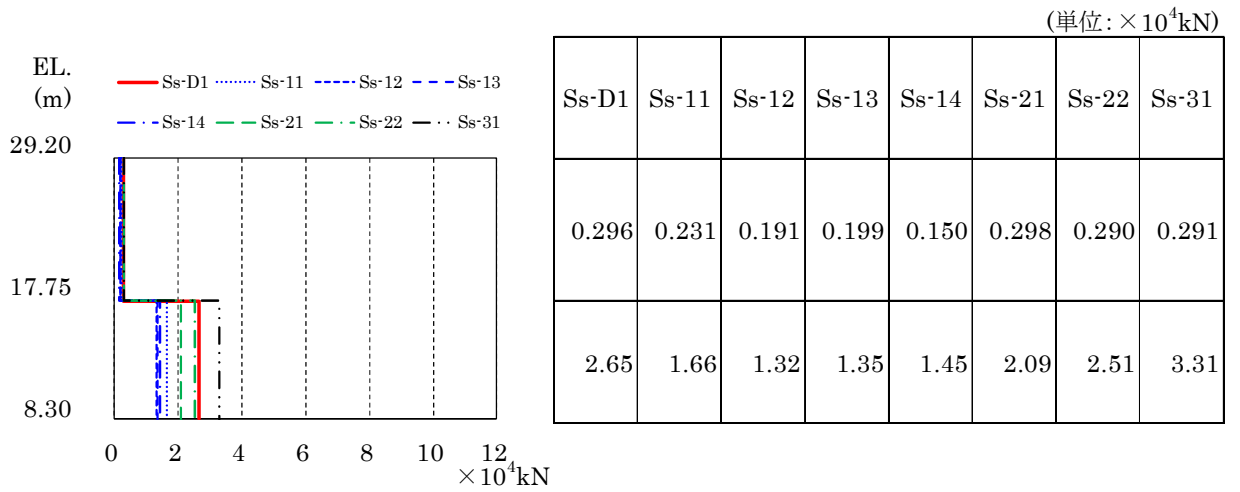 (単位:×10⁴kN)
EL.
(m)
Ss-D1 Ss-11 Ss-12 Ss-13
Ss-14 Ss-21 Ss-22 Ss-31
29.20
17.75
8.30
0 2 4 6 8 10 12
×10⁴kN
Ss-D1 Ss-11 Ss-12 Ss-13 Ss-14 Ss-21 Ss-22 Ss-31
0.296 0.231 0.191 0.199 0.150 0.298 0.290 0.291
2.65 1.66 1.32 1.35 1.45 2.09 2.51 3.31